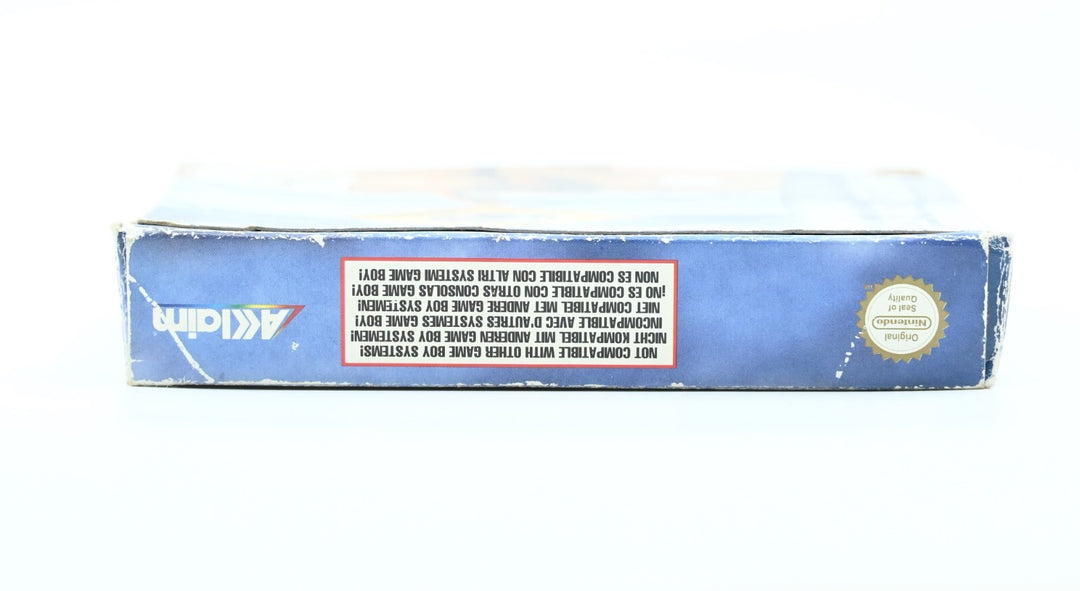 Original
Nintendo
Seal of
Quality
NOT COMPATIBLE WITH OTHER GAME BOY SYSTEMS!
NICHT KOMPATIBEL MIT ANDEREN GAME BOY SYSTEMEN!
INCOMPATIBLE AVEC D'AUTRES SYSTEMES GAME BOY!
NIET COMPATIBEL MET ANDERE GAME BOY SYSTEMEN!
¡NO ES COMPATIBLE CON OTRAS CONSOLAS GAME BOY!
NON ES COMPATIBILE CON ALTRI SYSTEMI GAME BOY!
AKklaim